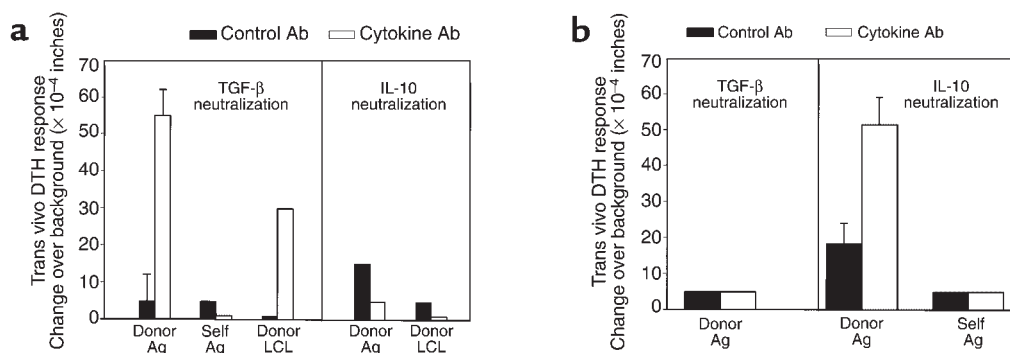 a
Control Ab
Cytokine Ab
Trans vivo DTH response
Change over background (× 10⁻⁴ inches)
70
60
50
40
30
20
10
0
TGF-β
neutralization
IL-10
neutralization
Donor
Ag
Self
Ag
Donor
LCL
Donor
Ag
Donor
LCL
b
Control Ab
Cytokine Ab
Trans vivo DTH response
Change over background (× 10⁻⁴ inches)
70
60
50
40
30
20
10
0
TGF-β
neutralization
IL-10
neutralization
Donor
Ag
Donor
Ag
Self
Ag